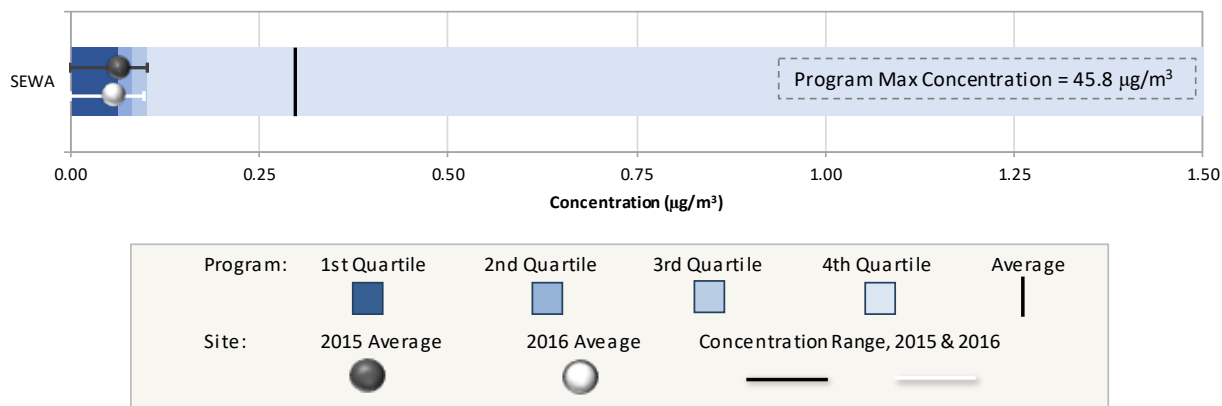 SEWA
Program Max Concentration = 45.8 µg/m³
0.00 0.25 0.50 0.75 1.00 1.25 1.50
Concentration (µg/m³)
Program: 1st Quartile 2nd Quartile 3rd Quartile 4th Quartile Average
Site: 2015 Average 2016 Aveage Concentration Range, 2015 & 2016